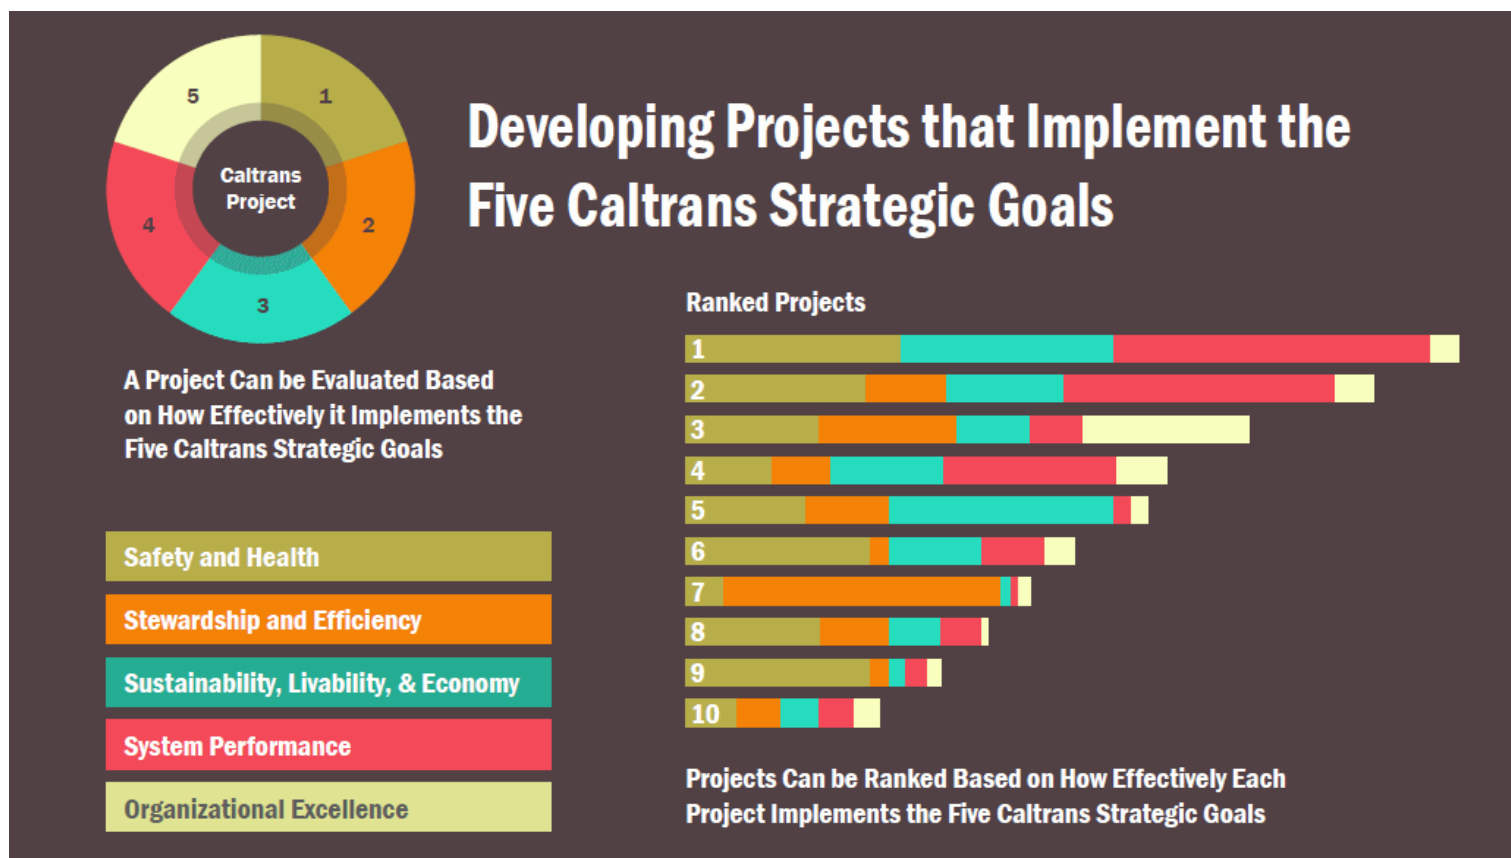 5
1
Caltrans
Project
4
2
3
Developing Projects that Implement the
Five Caltrans Strategic Goals
A Project Can be Evaluated Based
on How Effectively it Implements the
Five Caltrans Strategic Goals
Safety and Health
Stewardship and Efficiency
Sustainability, Livability, & Economy
System Performance
Organizational Excellence
Ranked Projects
1
2
3
4
5
6
7
8
9
10
Projects Can be Ranked Based on How Effectively Each
Project Implements the Five Caltrans Strategic Goals